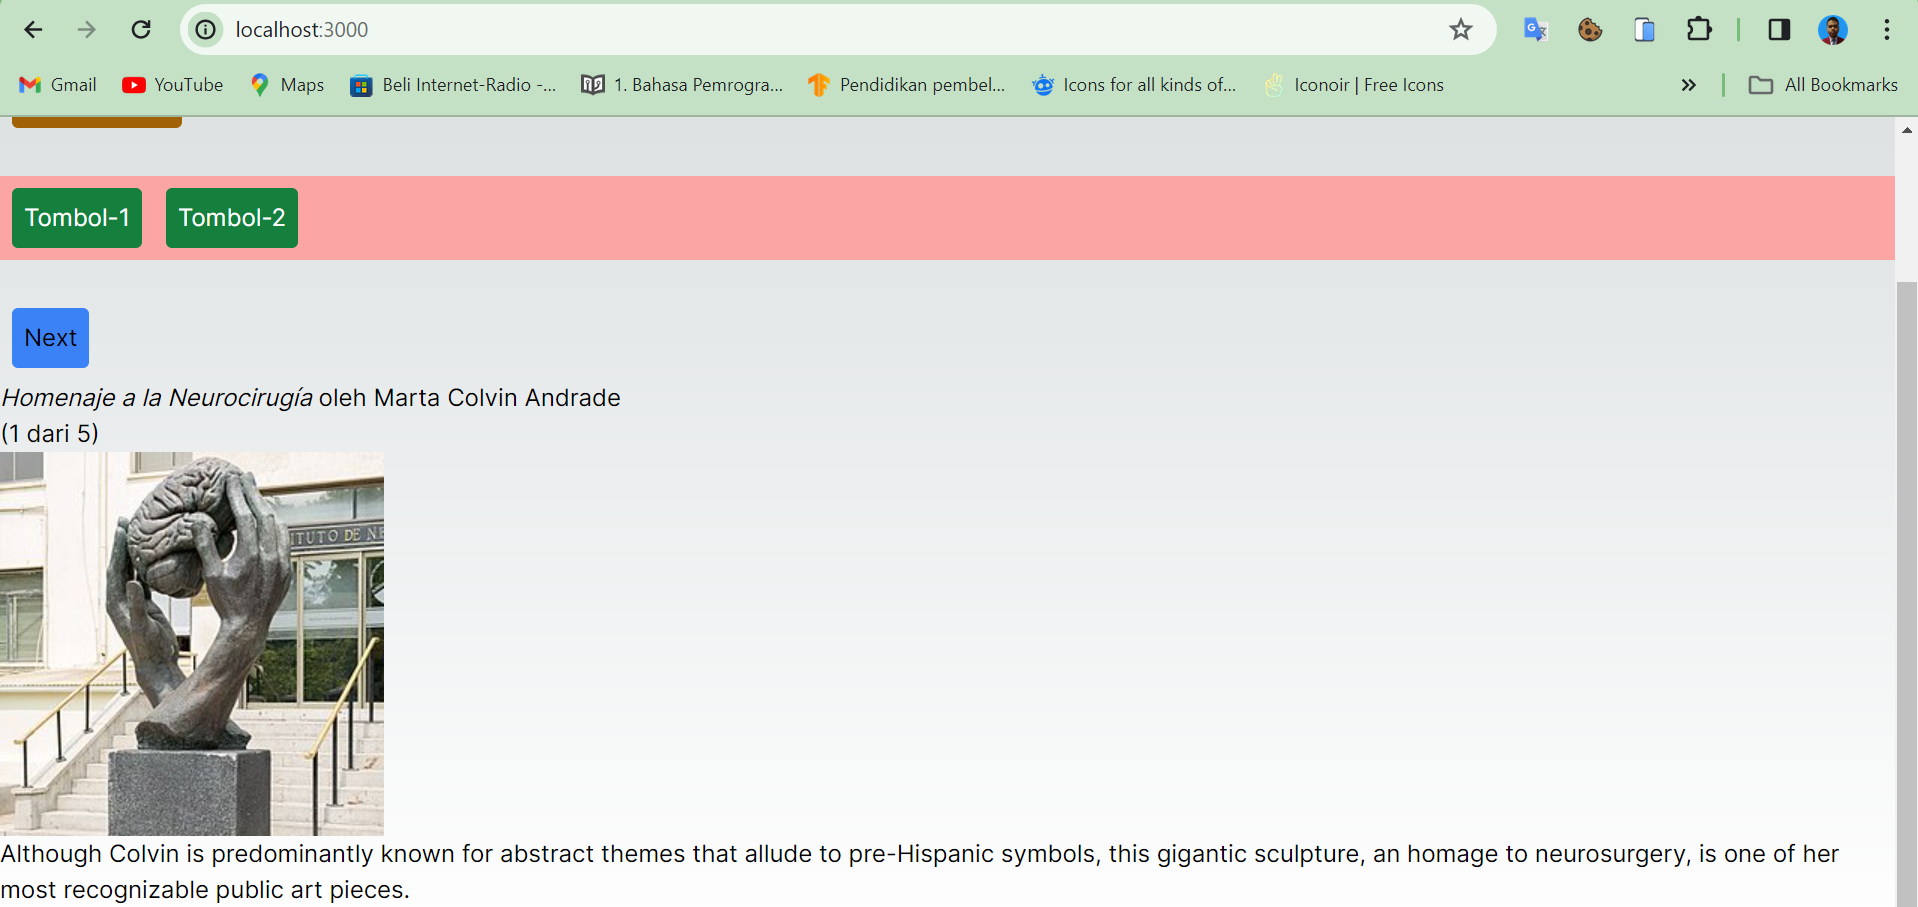 localhost:3000
Gmail YouTube Maps Beli Internet-Radio -... 1. Bahasa Pemrogra... Pendidikan pembel... Icons for all kinds of... Iconoir | Free Icons » All Bookmarks
Tombol-1 Tombol-2
Next
Homenaje a la Neurocirugía oleh Marta Colvin Andrade
(1 dari 5)
ITUTO DE NE
Although Colvin is predominantly known for abstract themes that allude to pre-Hispanic symbols, this gigantic sculpture, an homage to neurosurgery, is one of her
most recognizable public art pieces.